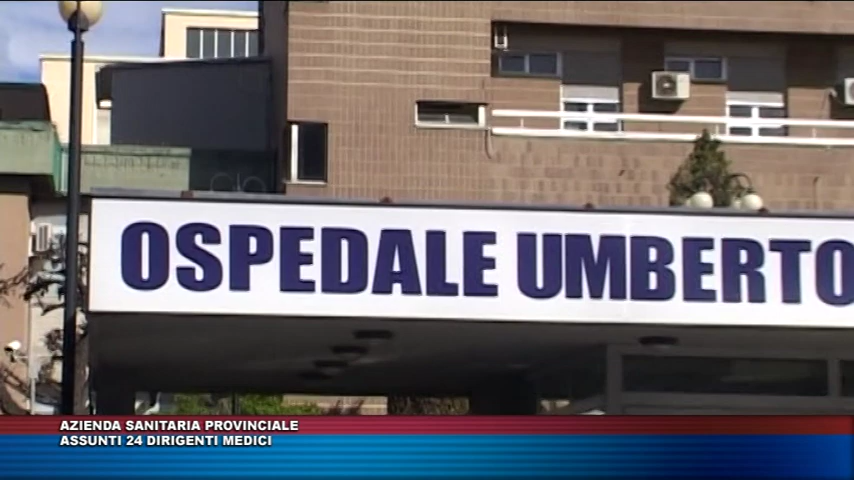 OSPEDALE UMBERTO
AZIENDA SANITARIA PROVINCIALE
ASSUNTI 24 DIRIGENTI MEDICI